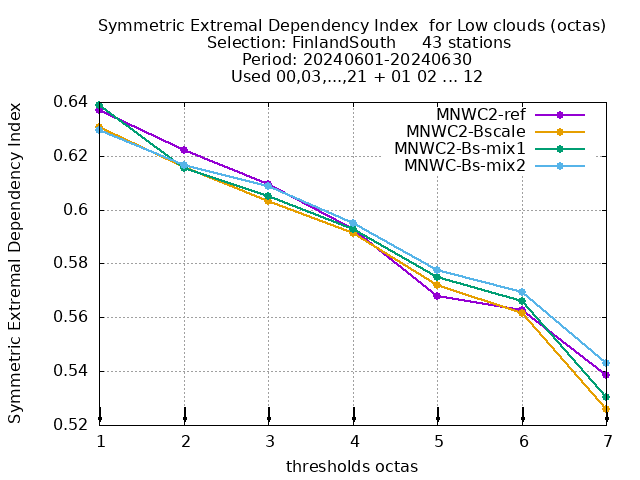 Symmetric Extremal Dependency Index  for Low clouds (octas)
Selection: FinlandSouth     43 stations
Period: 20240601-20240630
Used 00,03,...,21 + 01 02 ... 12
Symmetric Extremal Dependency Index
0.64
0.62
0.6
0.58
0.56
0.54
0.52
MNWC2-ref
MNWC2-Bscale
MNWC2-Bs-mix1
MNWC-Bs-mix2
1 2 3 4 5 6 7
thresholds octas